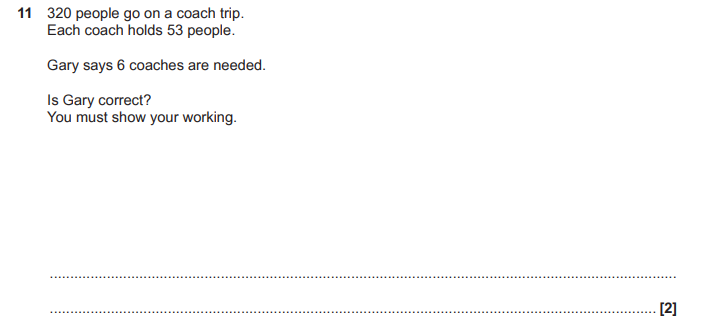 11 320 people go on a coach trip.
Each coach holds 53 people.
Gary says 6 coaches are needed.
Is Gary correct?
You must show your working.
..........................................................................................................................................................
..................................................................................................................................................... [2]